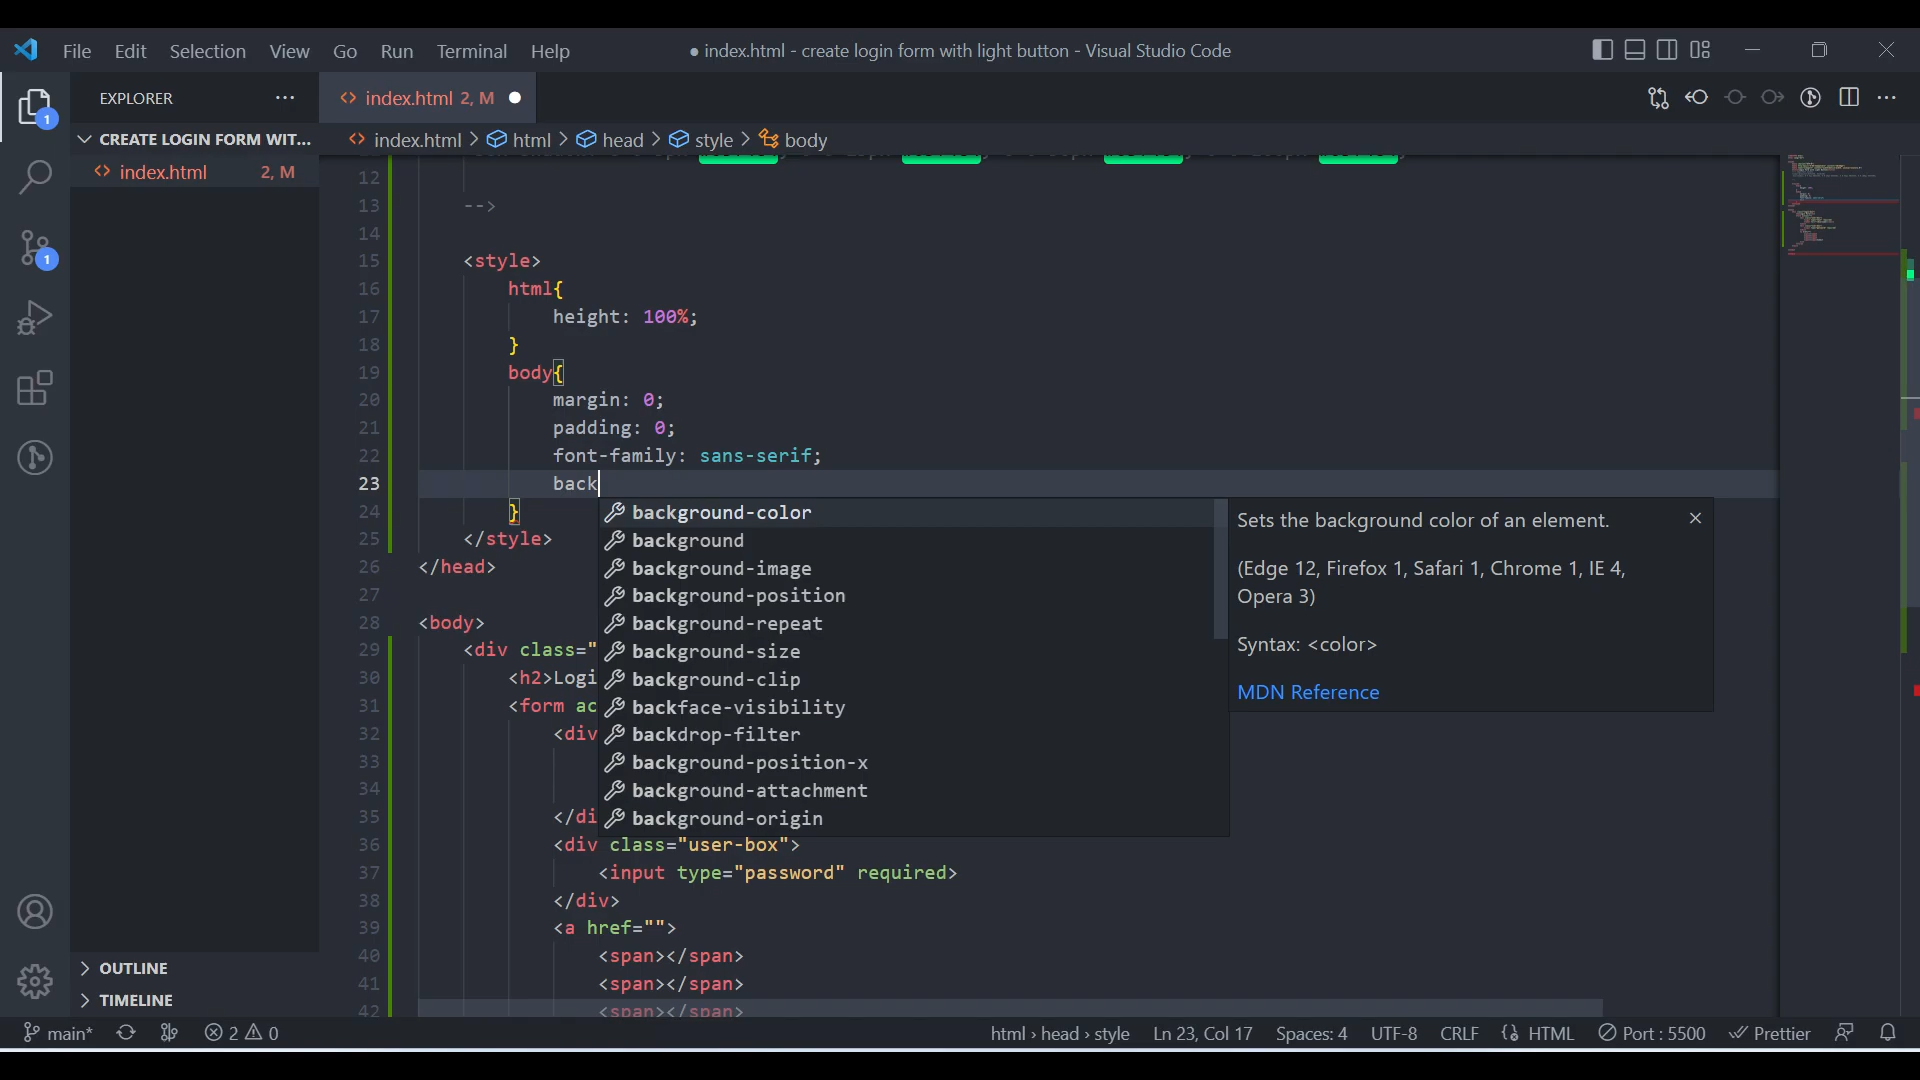 File Edit Selection View Go Run Terminal Help ● index.html - create login form with light button - Visual Studio Code
EXPLORER ··· <> index.html 2, M ●
CREATE LOGIN FORM WIT... <> index.html > html > head > style > body
<> index.html 2, M
12
13 -->
14
15 <style>
16 html{
17 height: 100%;
18 }
19 body{
20 margin: 0;
21 padding: 0;
22 font-family: sans-serif;
23 back
24 }
25 </style>
26 </head>
27
28 <body>
29 <div class="
30 <h2>Logi
31 <form ac
32 <div
33
34
35 </di
36 <div class="user-box">
37 <input type="password" required>
38 </div>
39 <a href="">
40 <span></span>
41 <span></span>
42 <span></span>
background-color
background
background-image
background-position
background-repeat
background-size
background-clip
backface-visibility
backdrop-filter
background-position-x
background-attachment
background-origin
Sets the background color of an element.
(Edge 12, Firefox 1, Safari 1, Chrome 1, IE 4,
Opera 3)
Syntax: <color>
MDN Reference
1
1
OUTLINE
TIMELINE
main* 2 0 html › head › style Ln 23, Col 17 Spaces: 4 UTF-8 CRLF HTML Port : 5500 Prettier